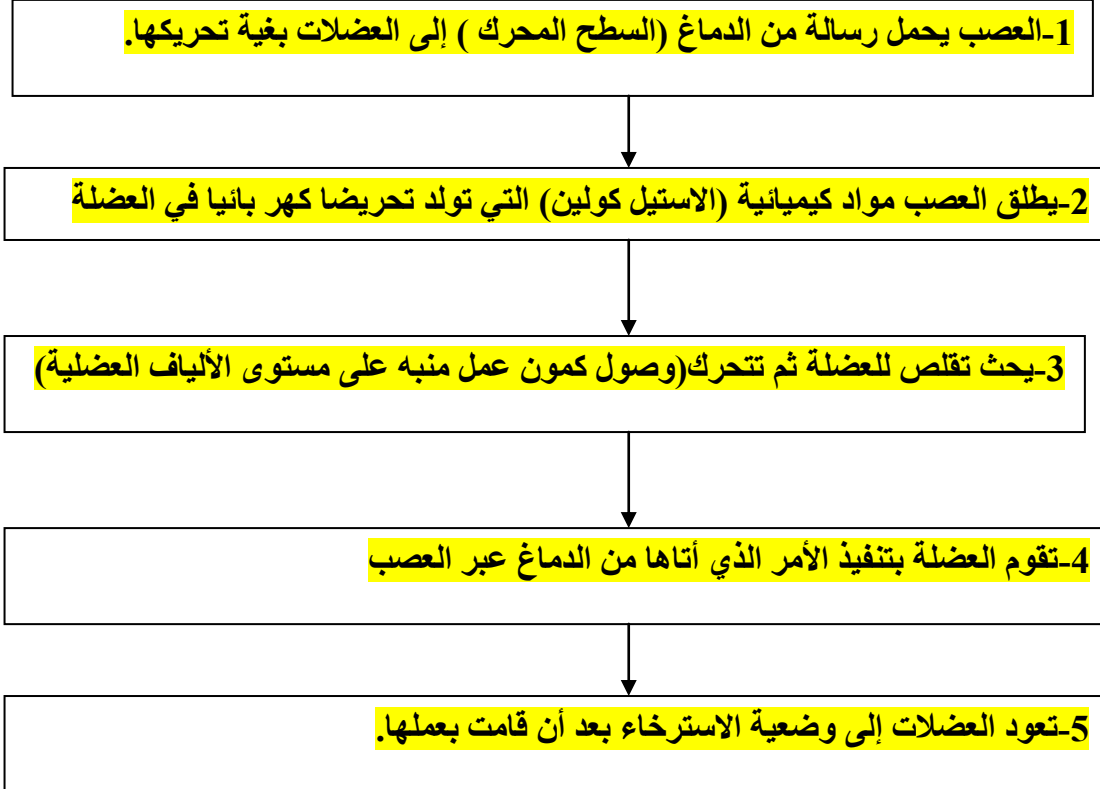 1-العصب يحمل رسالة من الدماغ (السطح المحرك ) إلى العضلات بغية تحريكها.
2-يطلق العصب مواد كيميائية (الاستيل كولين) التي تولد تحريضا كهر بائيا في العضلة
3-يحث تقلص للعضلة ثم تتحرك(وصول كمون عمل منبه على مستوى الألياف العضلية)
4-تقوم العضلة بتنفيذ الأمر الذي أتاها من الدماغ عبر العصب
5-تعود العضلات إلى وضعية الاسترخاء بعد أن قامت بعملها.